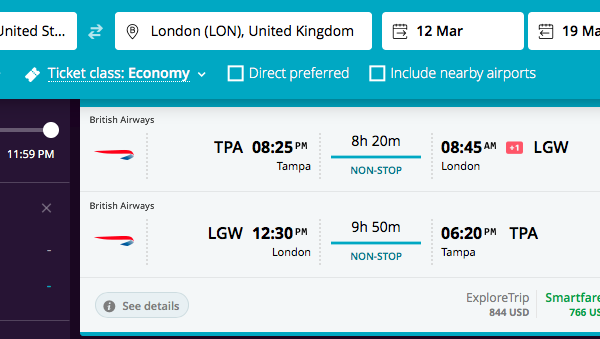 United St...
B London (LON), United Kingdom
12 Mar
19 Ma
Ticket class: Economy
Direct preferred
Include nearby airports
11:59 PM
British Airways
TPA 08:25 PM
Tampa
8h 20m
NON-STOP
08:45 AM +1 LGW
London
British Airways
LGW 12:30 PM
London
9h 50m
NON-STOP
06:20 PM TPA
Tampa
i See details
ExploreTrip
844 USD
Smartfare
766 US